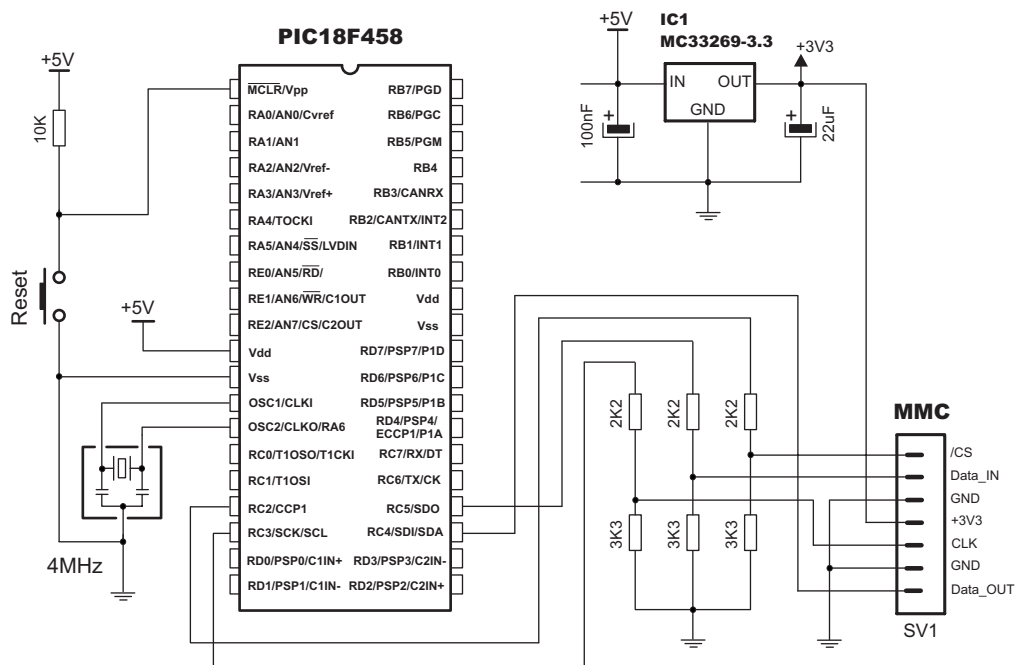 PIC18F458
+5V
10K
Reset
+5V
4MHz
MCLR/Vpp
RA0/AN0/Cvref
RA1/AN1
RA2/AN2/Vref-
RA3/AN3/Vref+
RA4/TOCKI
RA5/AN4/SS/LVDIN
RE0/AN5/RD/
RE1/AN6/WR/C1OUT
RE2/AN7/CS/C2OUT
Vdd
Vss
OSC1/CLKI
OSC2/CLKO/RA6
RC0/T1OSO/T1CKI
RC1/T1OSI
RC2/CCP1
RC3/SCK/SCL
RD0/PSP0/C1IN+
RD1/PSP1/C1IN-
RB7/PGD
RB6/PGC
RB5/PGM
RB4
RB3/CANRX
RB2/CANTX/INT2
RB1/INT1
RB0/INT0
Vdd
Vss
RD7/PSP7/P1D
RD6/PSP6/P1C
RD5/PSP5/P1B
RD4/PSP4/
ECCP1/P1A
RC7/RX/DT
RC6/TX/CK
RC5/SDO
RC4/SDI/SDA
RD3/PSP3/C2IN-
RD2/PSP2/C2IN+
+5V
IC1
MC33269-3.3
+3V3
IN
OUT
GND
+
100nF
+
22uF
2K2
2K2
2K2
3K3
3K3
3K3
MMC
/CS
Data_IN
GND
+3V3
CLK
GND
Data_OUT
SV1